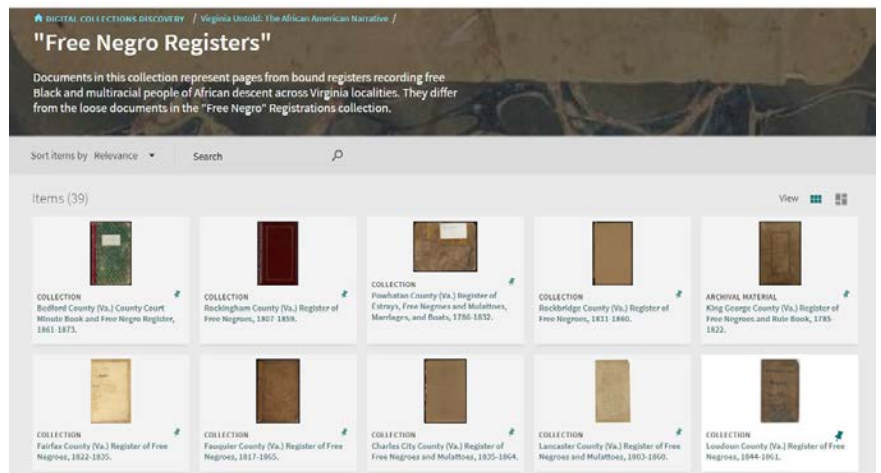 DIGITAL COLLECTIONS DISCOVERY / Virginia Untold: The African American Narrative /
"Free Negro Registers"
Documents in this collection represent pages from bound registers recording free
Black and multiracial people of African descent across Virginia localities. They differ
from the loose documents in the "Free Negro" Registrations collection.
Sort items by Relevance
Search
Items (39)
View
COLLECTION
Bedford County (Va.) County Court
Minute Book and Free Negro Register,
1861-1873.
COLLECTION
Rockingham County (Va.) Register of
Free Negroes, 1807-1859.
COLLECTION
Powhatan County (Va.) Register of
Estrays, Free Negroes and Mulattoes,
Marriages, and Boats, 1786-1832.
COLLECTION
Rockbridge County (Va.) Register of
Free Negroes, 1831-1860.
ARCHIVAL MATERIAL
King George County (Va.) Register of
Free Negroes and Rule Book, 1785-
1822.
COLLECTION
Fairfax County (Va.) Register of Free
Negroes, 1822-1835.
COLLECTION
Fauquier County (Va.) Register of Free
Negroes, 1817-1865.
COLLECTION
Charles City County (Va.) Register of
Free Negroes and Mulattoes, 1835-1864.
COLLECTION
Lancaster County (Va.) Register of Free
Negroes and Mulattoes, 1803-1860.
COLLECTION
Loudoun County (Va.) Register of Free
Negroes, 1844-1861.